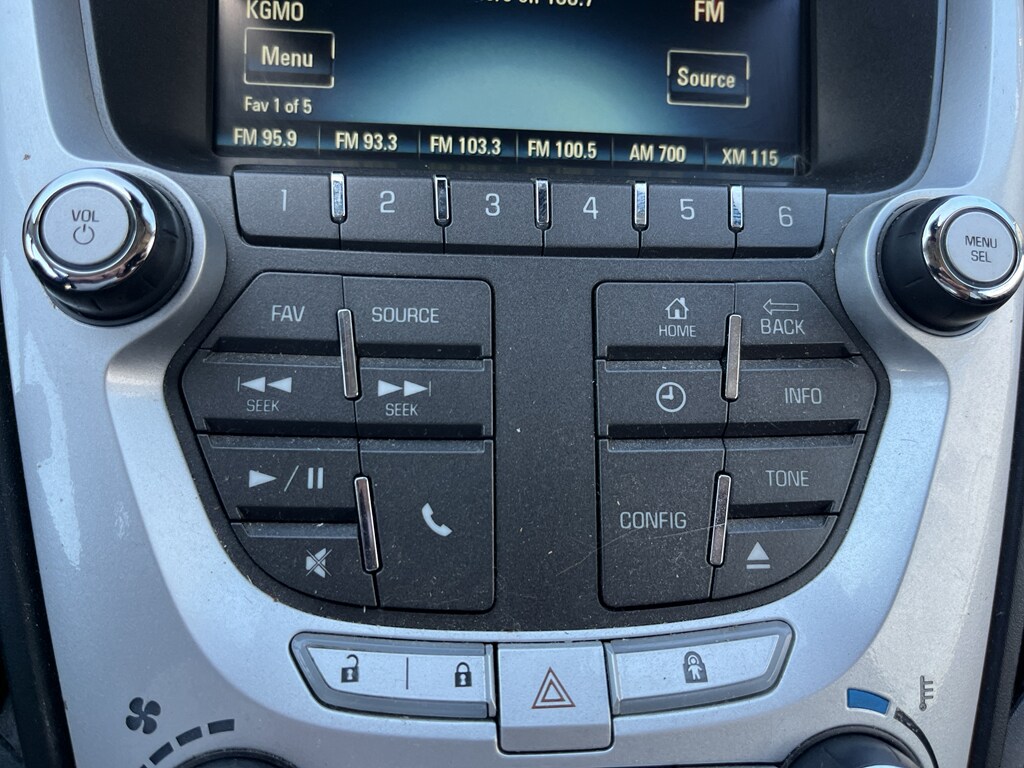 KGMO
FM
Menu
Source
Fav 1 of 5
FM 95.9 FM 93.3 FM 103.3 FM 100.5 AM 700 XM 115
1 2 3 4 5 6
VOL
MENU
SEL
FAV SOURCE
HOME
BACK
SEEK SEEK
INFO
TONE
CONFIG